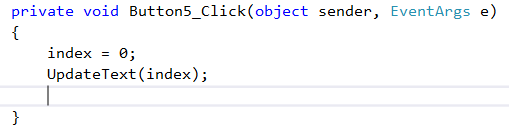 private void Button5_Click(object sender, EventArgs e)
{
    index = 0;
    UpdateText(index);
}